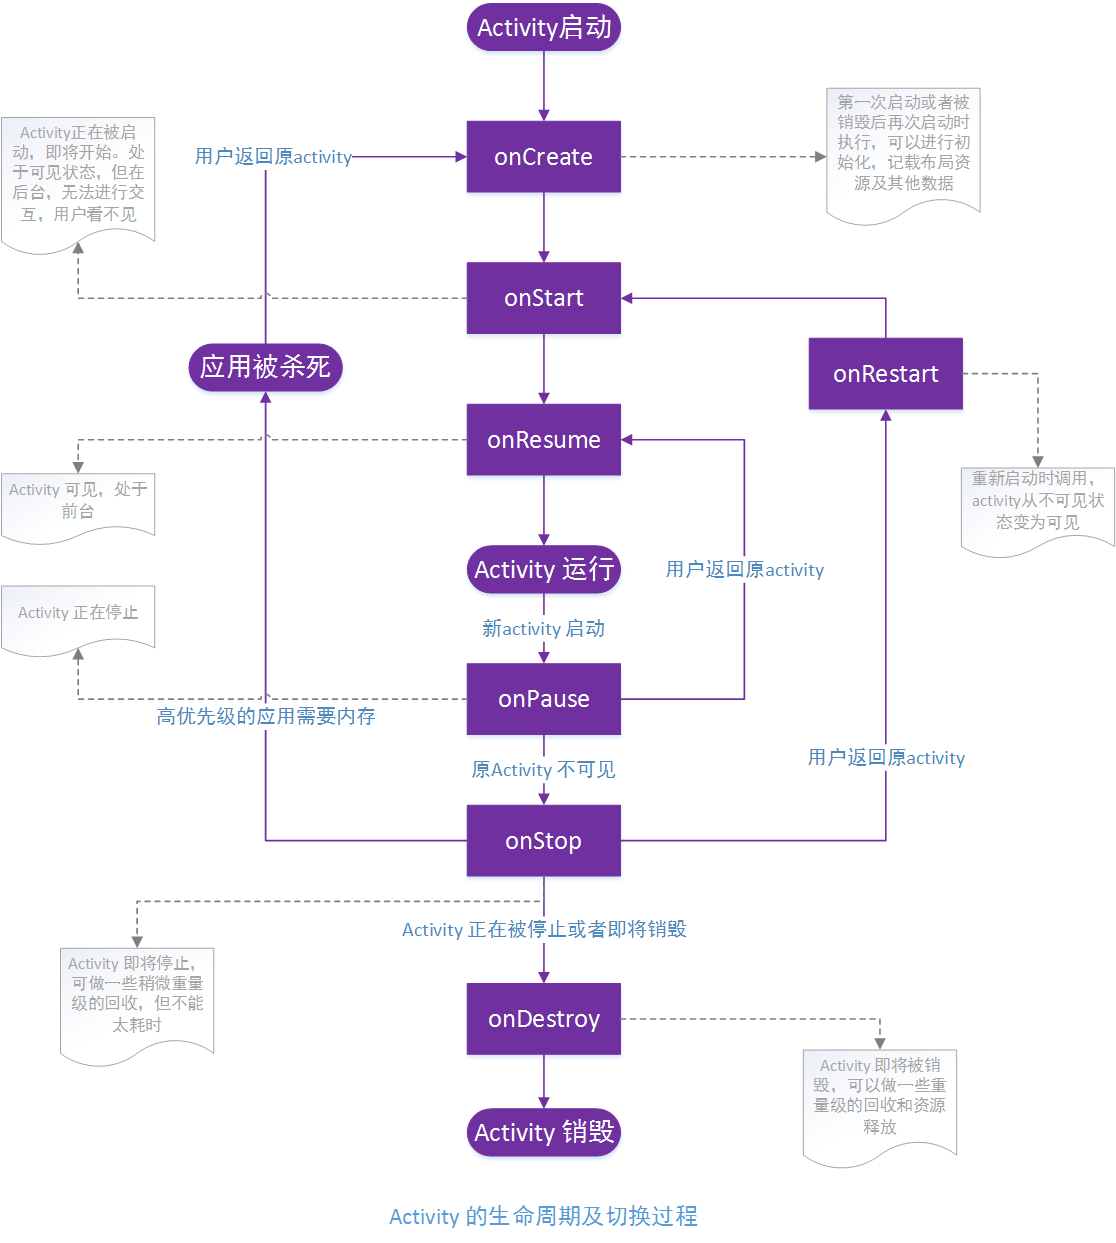 Activity启动
第一次启动或者被
销毁后再次启动时
执行，可以进行初
始化，记载布局资
源及其他数据
Activity正在被启
动，即将开始。处
于可见状态，但在
后台，无法进行交
互，用户看不见
用户返回原activity
onCreate
onStart
应用被杀死
onRestart
onResume
Activity 可见，处于
前台
重新启动时调用，
activity从不可见状
态变为可见
Activity 运行
用户返回原activity
Activity 正在停止
新activity 启动
onPause
高优先级的应用需要内存
用户返回原activity
原Activity 不可见
onStop
Activity 正在被停止或者即将销毁
Activity 即将停止，
可做一些稍微重量
级的回收，但不能
太耗时
onDestroy
Activity 即将被销
毁，可以做一些重
量级的回收和资源
释放
Activity 销毁
Activity 的生命周期及切换过程